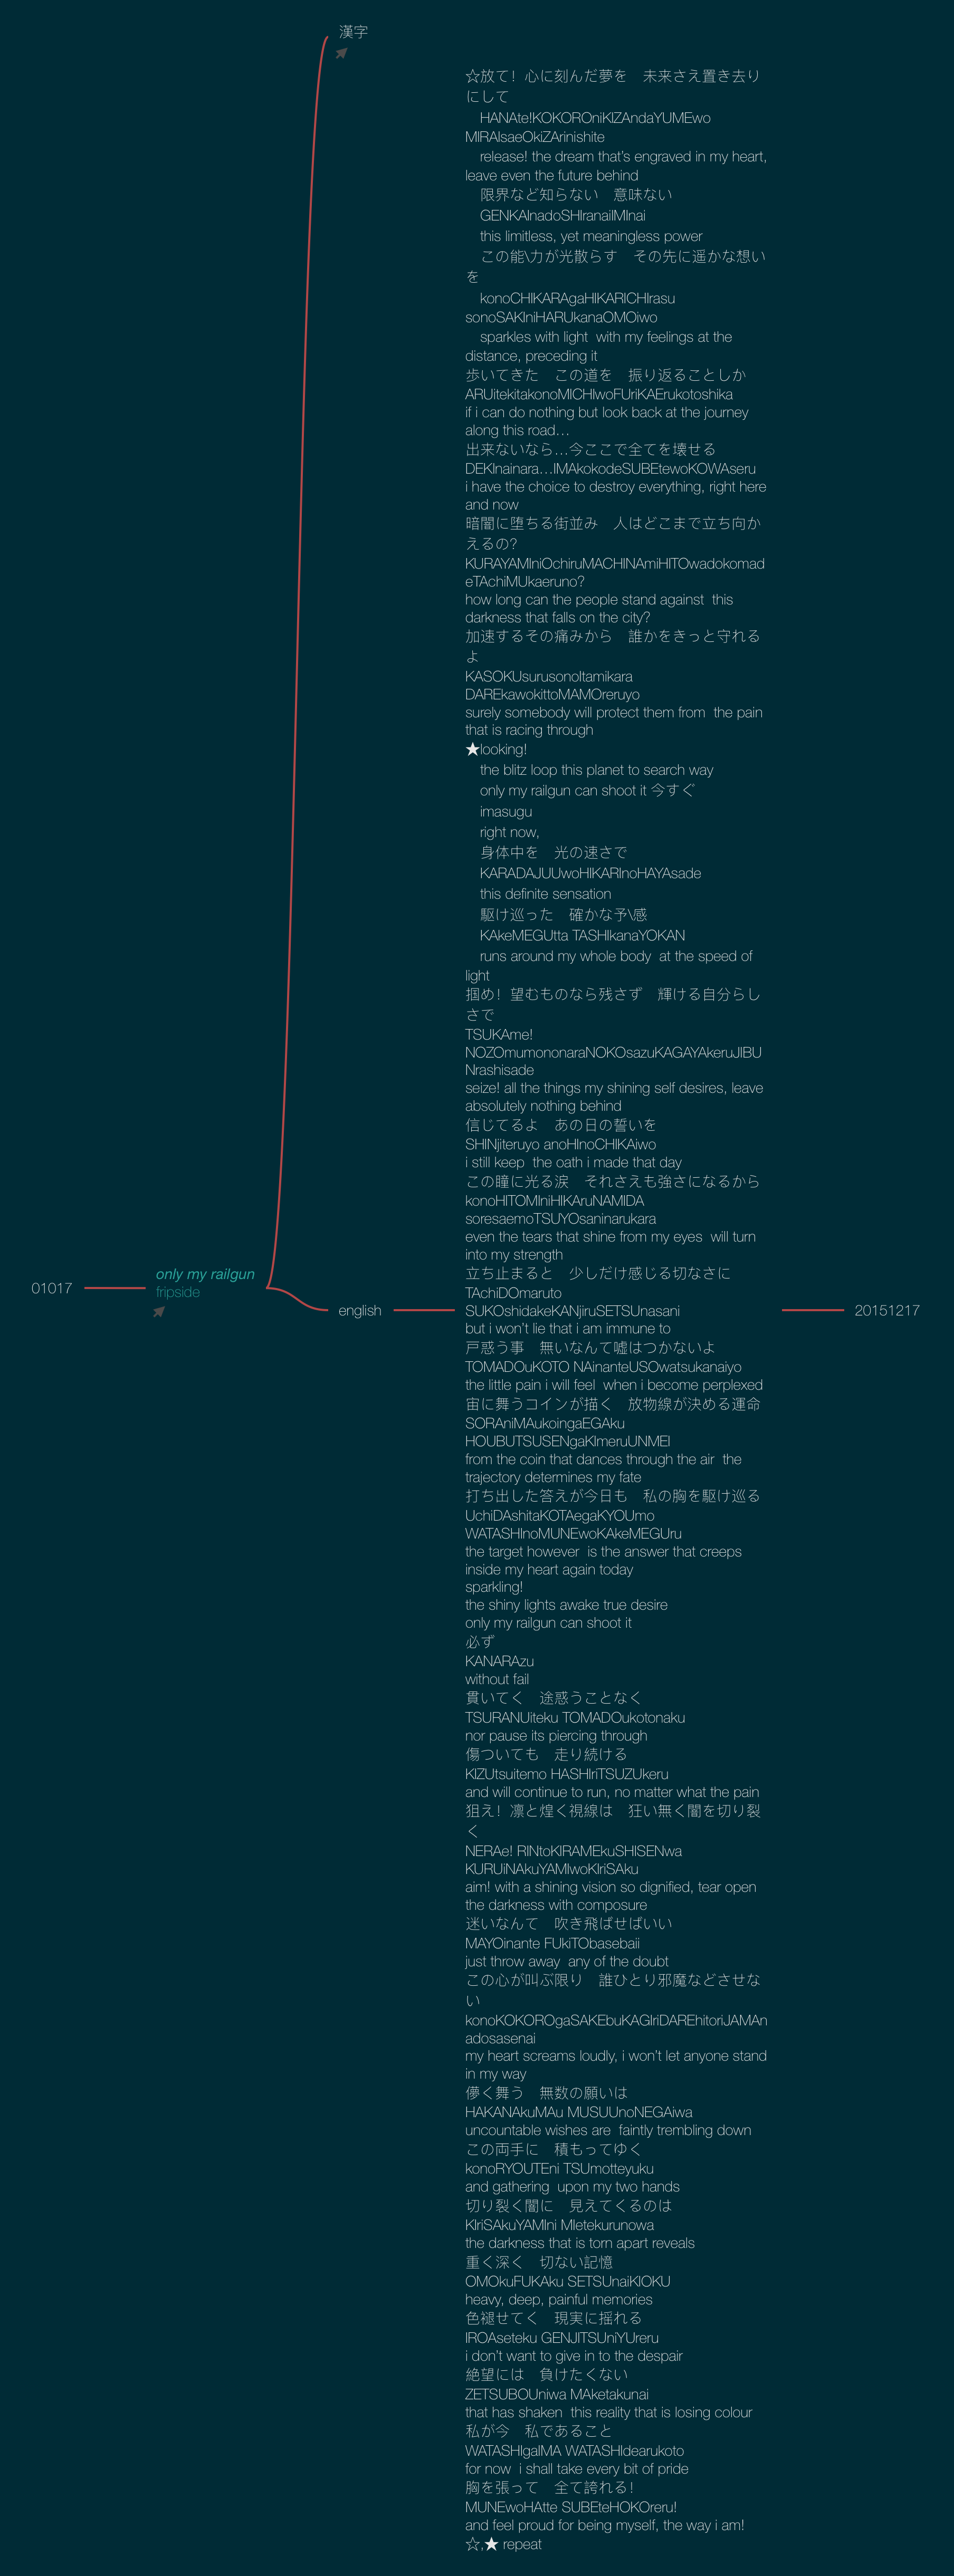 漢字
☆放て！心に刻んだ夢を　未来さえ置き去り
にして
HANAte!KOKOROniKIZAndaYUMEwo
MIRAIsaeOkiZArinishite
release! the dream that's engraved in my heart,
leave even the future behind
限界など知らない　意味ない
GENKAInadoSHIranaiIMInai
this limitless, yet meaningless power
この能\力が光散らす　その先に遥かな想い
を
konoCHIKARAgaHIKARICHIrasu
sonoSAKIniHARUkanaOMOiwo
sparkles with light  with my feelings at the
distance, preceding it
歩いてきた　この道を　振り返ることしか
ARUitekitakonoMICHIwoFUriKAErukotoshika
if i can do nothing but look back at the journey
along this road…
出来ないなら…今ここで全てを壊せる
DEKInainara…IMAkokodeSUBEtewoKOWAseru
i have the choice to destroy everything, right here
and now
暗闇に堕ちる街並み　人はどこまで立ち向か
えるの?
KURAYAMIniOchiruMACHINAmiHITOwadokomad
eTAchiMUkaeruno?
how long can the people stand against  this
darkness that falls on the city?
加速するその痛みから　誰かをきっと守れる
よ
KASOKUsurusonoItamikara
DAREkawokittoMAMOreruyo
surely somebody will protect them from  the pain
that is racing through
★looking!
the blitz loop this planet to search way
only my railgun can shoot it 今すぐ
imasugu
right now,
身体中を　光の速さで
KARADAJUUwoHIKARInoHAYAsade
this definite sensation
駆け巡った　確かな予\感
KAkeMEGUtta TASHIkanaYOKAN
runs around my whole body  at the speed of
light
掴め！望むものなら残さず　輝ける自分らし
さで
TSUKAme!
NOZOmumononaraNOKOsazuKAGAYAkeruJIBU
Nrashisade
seize! all the things my shining self desires, leave
absolutely nothing behind
信じてるよ　あの日の誓いを
SHINjiteruyo anoHInoCHIKAiwo
i still keep  the oath i made that day
この瞳に光る涙　それさえも強さになるから
konoHITOMIniHIKAruNAMIDA
soresaemoTSUYOsaninarukara
even the tears that shine from my eyes  will turn
into my strength
立ち止まると　少しだけ感じる切なさに
TAchiDOmaruto
SUKOshidakeKANjiruSETSUnasani
but i won't lie that i am immune to
戸惑う事　無いなんて嘘はつかないよ
TOMADOuKOTO NAinanteUSOwatsukanaiyo
the little pain i will feel  when i become perplexed
宙に舞うコインが描く　放物線が決める運命
SORAniMAukoingaEGAku
HOUBUTSUSENgaKImeruUNMEI
from the coin that dances through the air  the
trajectory determines my fate
打ち出した答えが今日も　私の胸を駆け巡る
UchiDAshitaKOTAegaKYOUmo
WATASHInoMUNEwoKAkeMEGUru
the target however  is the answer that creeps
inside my heart again today
sparkling!
the shiny lights awake true desire
only my railgun can shoot it
必ず
KANARAzu
without fail
貫いてく　途惑うことなく
TSURANUiteku TOMADOukotonaku
nor pause its piercing through
傷ついても　走り続ける
KIZUtsuitemo HASHIriTSUZUkeru
and will continue to run, no matter what the pain
狙え！凛と煌く視線は　狂い無く闇を切り裂
く
NERAe! RINtoKIRAMEkuSHISENwa
KURUiNAkuYAMIwoKIriSAku
aim! with a shining vision so dignified, tear open
the darkness with composure
迷いなんて　吹き飛ばせばいい
MAYOinante FUkiTObasebaii
just throw away  any of the doubt
この心が叫ぶ限り　誰ひとり邪魔などさせな
い
konoKOKOROgaSAKEbuKAGIriDAREhitoriJAMAn
adosasenai
my heart screams loudly, i won't let anyone stand
in my way
儚く舞う　無数の願いは
HAKANAkuMAu MUSUUnoNEGAiwa
uncountable wishes are  faintly trembling down
この両手に　積もってゆく
konoRYOUTEni TSUmotteyuku
and gathering  upon my two hands
切り裂く闇に　見えてくるのは
KIriSAkuYAMIni MIetekurunowa
the darkness that is torn apart reveals
重く深く　切ない記憶
OMOkuFUKAku SETSUnaiKIOKU
heavy, deep, painful memories
色褪せてく　現実に揺れる
IROAseteku GENJITSUniYUreru
i don't want to give in to the despair
絶望には　負けたくない
ZETSUBOUniwa MAketakunai
that has shaken  this reality that is losing colour
私が今　私であること
WATASHIgaIMA WATASHIdearukoto
for now  i shall take every bit of pride
胸を張って　全て誇れる！
MUNEwoHAtte SUBEteHOKOreru!
and feel proud for being myself, the way i am!
☆,★ repeat
01017
only my railgun
fripside
english
20151217